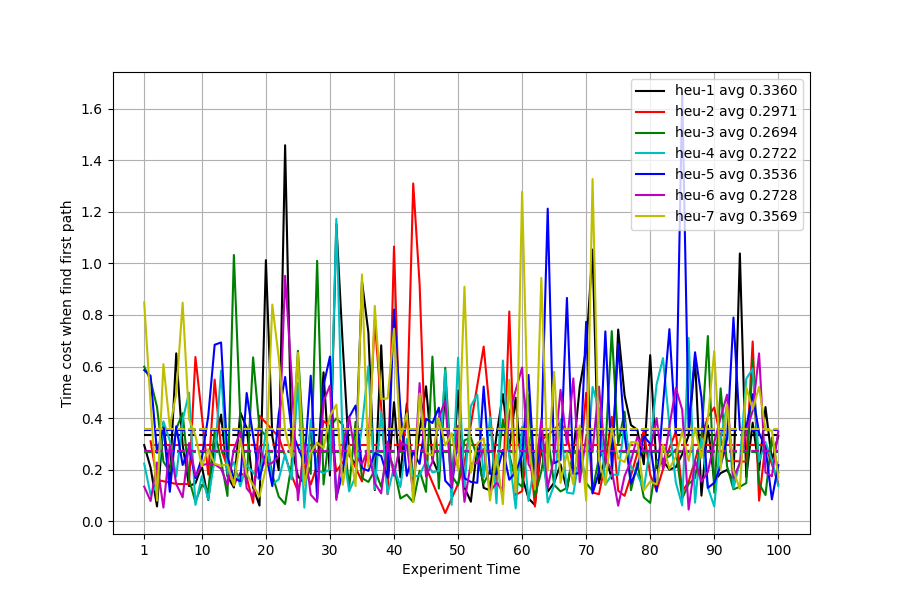 heu-1 avg 0.3360
heu-2 avg 0.2971
heu-3 avg 0.2694
heu-4 avg 0.2722
heu-5 avg 0.3536
heu-6 avg 0.2728
heu-7 avg 0.3569
Time cost when find first path
1.6
1.4
1.2
1.0
0.8
0.6
0.4
0.2
0.0
1 10 20 30 40 50 60 70 80 90 100
Experiment Time